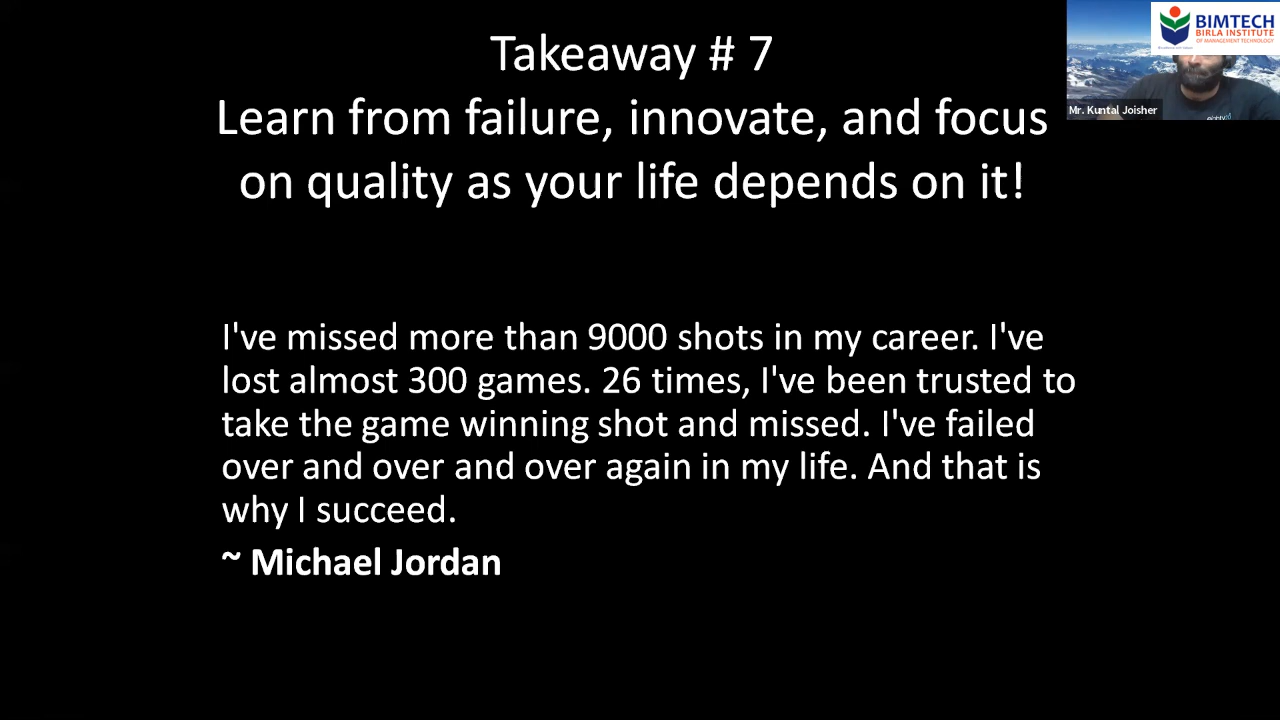 Takeaway # 7
Learn from failure, innovate, and focus
on quality as your life depends on it!
BIMTECH
BIRLA INSTITUTE
OF MANAGEMENT TECHNOLOGY
Mr. Kuntal Joisher
I've missed more than 9000 shots in my career. I've
lost almost 300 games. 26 times, I've been trusted to
take the game winning shot and missed. I've failed
over and over and over again in my life. And that is
why I succeed.
~ Michael Jordan